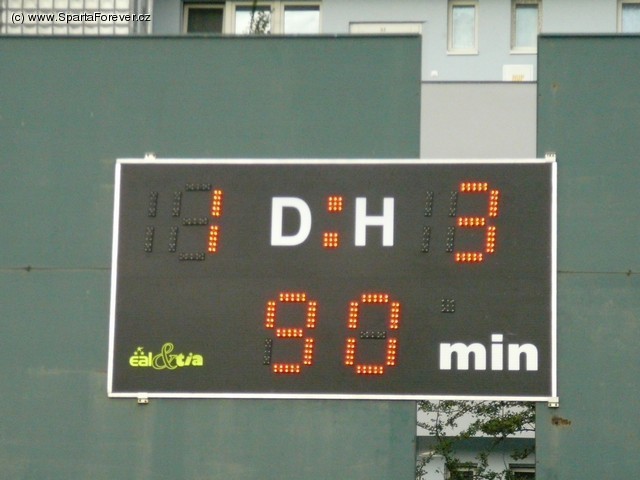 (c) www.SpartaForever.cz
1 D:H 3
90 min